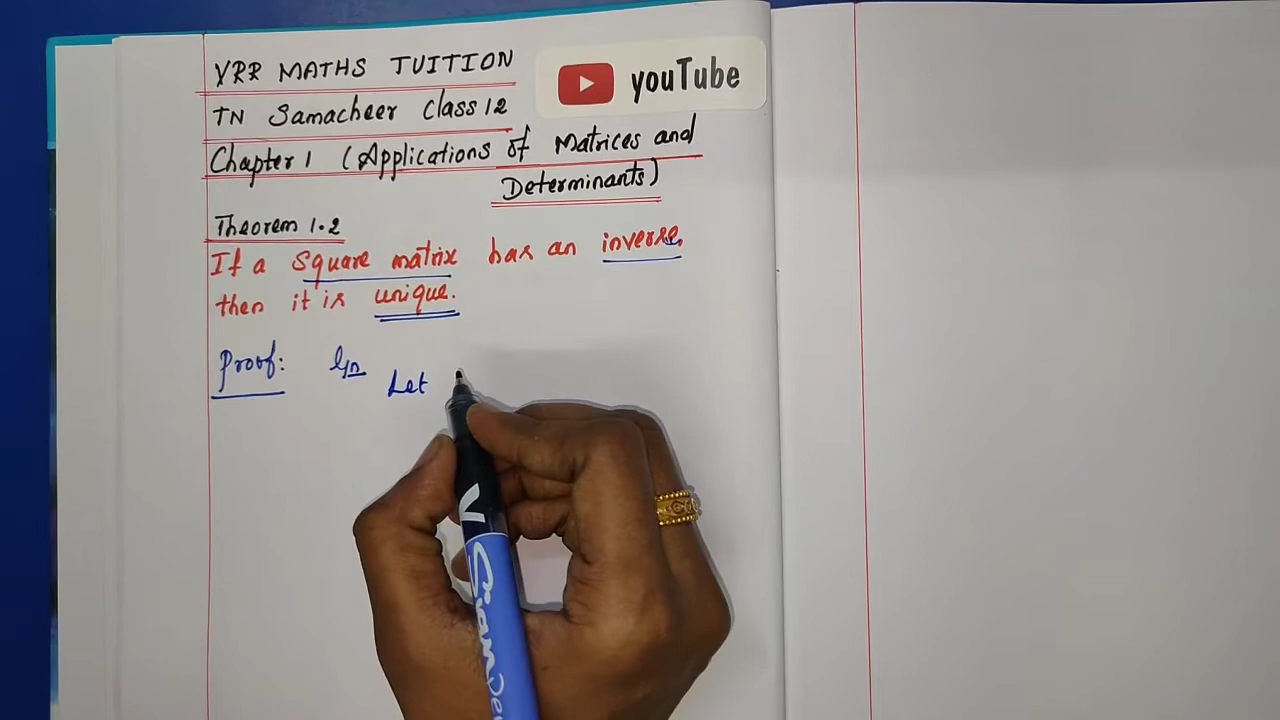 YRR MATHS TUITION
youTube
TN Samacheer Class 12
Chapter 1 (Applications of Matrices and
Determinants)
Theorem 1.2
If a square matrix has an inverse,
then it is unique.
Proof:
Let
V